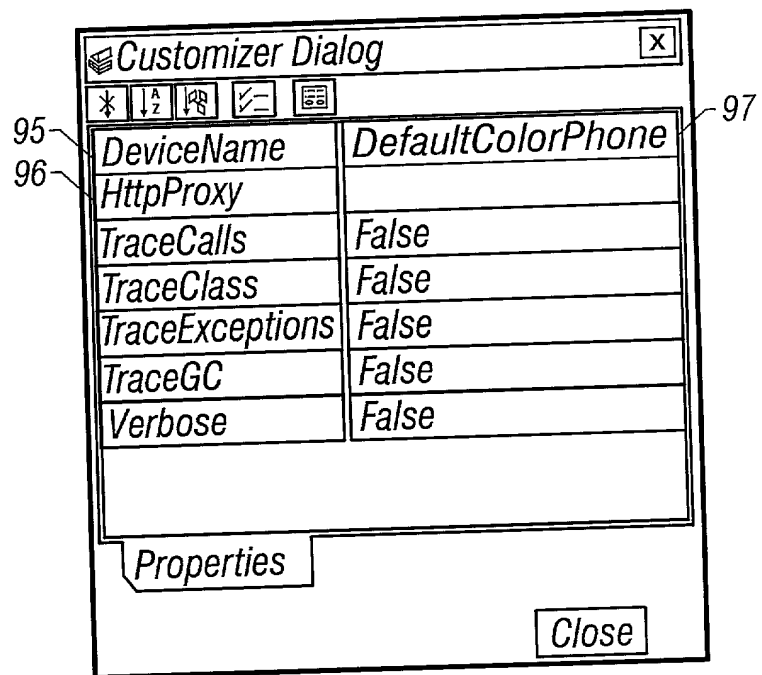 Customizer Dialog X
A Z
95 DeviceName DefaultColorPhone 97
96 HttpProxy
TraceCalls False
TraceClass False
TraceExceptions False
TraceGC False
Verbose False
Properties
Close